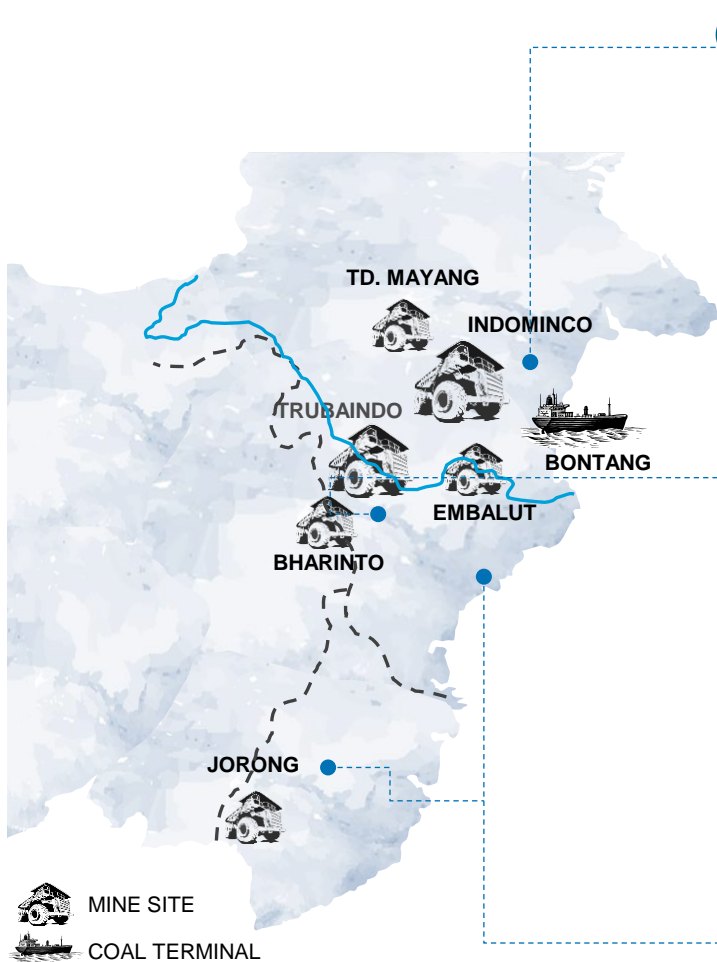 TD. MAYANG
INDOMINCO
TRUBAINDO
BONTANG
EMBALUT
BHARINTO
JORONG
MINE SITE
COAL TERMINAL